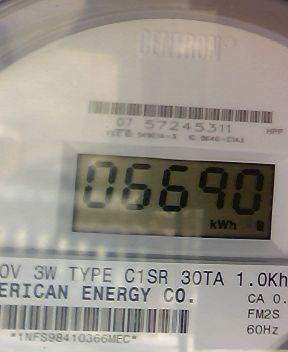 CENTRON
07 57245311
HPP
06690
kWh
0V 3W TYPE C1SR 30TA 1.0Kh
ERICAN ENERGY CO.
CA 0.
FM2S
60Hz
*1NFS98410366MEC*